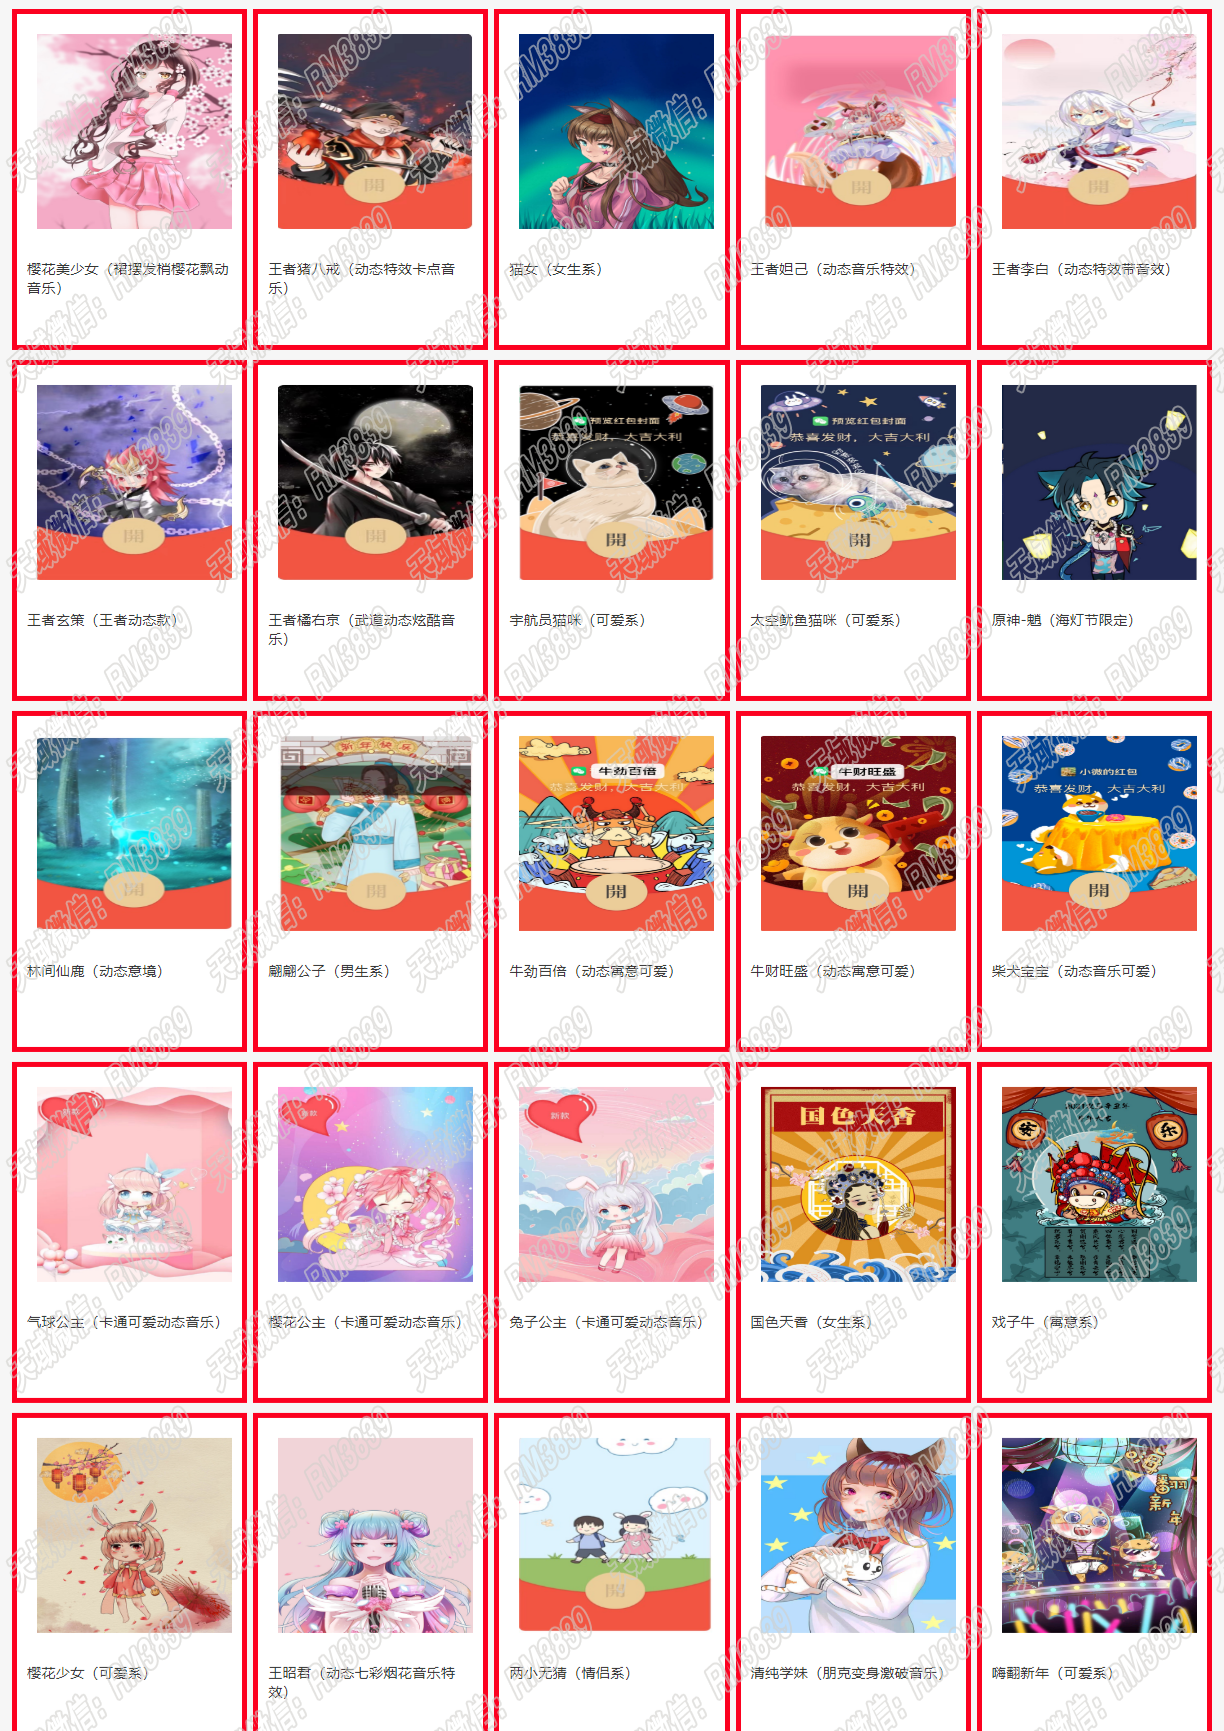 開
開
開
樱花美少女（裙摆发梢樱花飘动
音乐）
王者猪八戒（动态特效卡点音
乐）
猫女（女生系）
王者妲己（动态音乐特效）
王者李白（动态特效带音效）
預览红包封面
恭喜发财，大吉大利
预览红包封面
恭喜发财，大吉大利
開
開
開
開
王者玄策（王者动态款）
王者橘右京（武道动态炫酷音
乐）
宇航员猫咪（可爱系）
太空鱿鱼猫咪（可爱系）
原神-魈（海灯节限定）
新年快乐
牛劲百倍
恭喜发财，大吉大利
牛财旺盛
恭喜发财，大吉大利
小微的红包
恭喜发财，大吉大利
開
開
開
開
開
林间仙鹿（动态意境）
翩翩公子（男生系）
牛劲百倍（动态寓意可爱）
牛财旺盛（动态寓意可爱）
柴犬宝宝（动态音乐可爱）
新款
新款
新款
国色天香
气球公主（卡通可爱动态音乐）
樱花公主（卡通可爱动态音乐）
兔子公主（卡通可爱动态音乐）
国色天香（女生系）
戏子牛（寓意系）
嗨翻新年
開
樱花少女（可爱系）
王昭君（动态七彩烟花音乐特
效）
两小无猜（情侣系）
清纯学妹（朋克变身激破音乐）
嗨翻新年（可爱系）
天域微信：RM3839